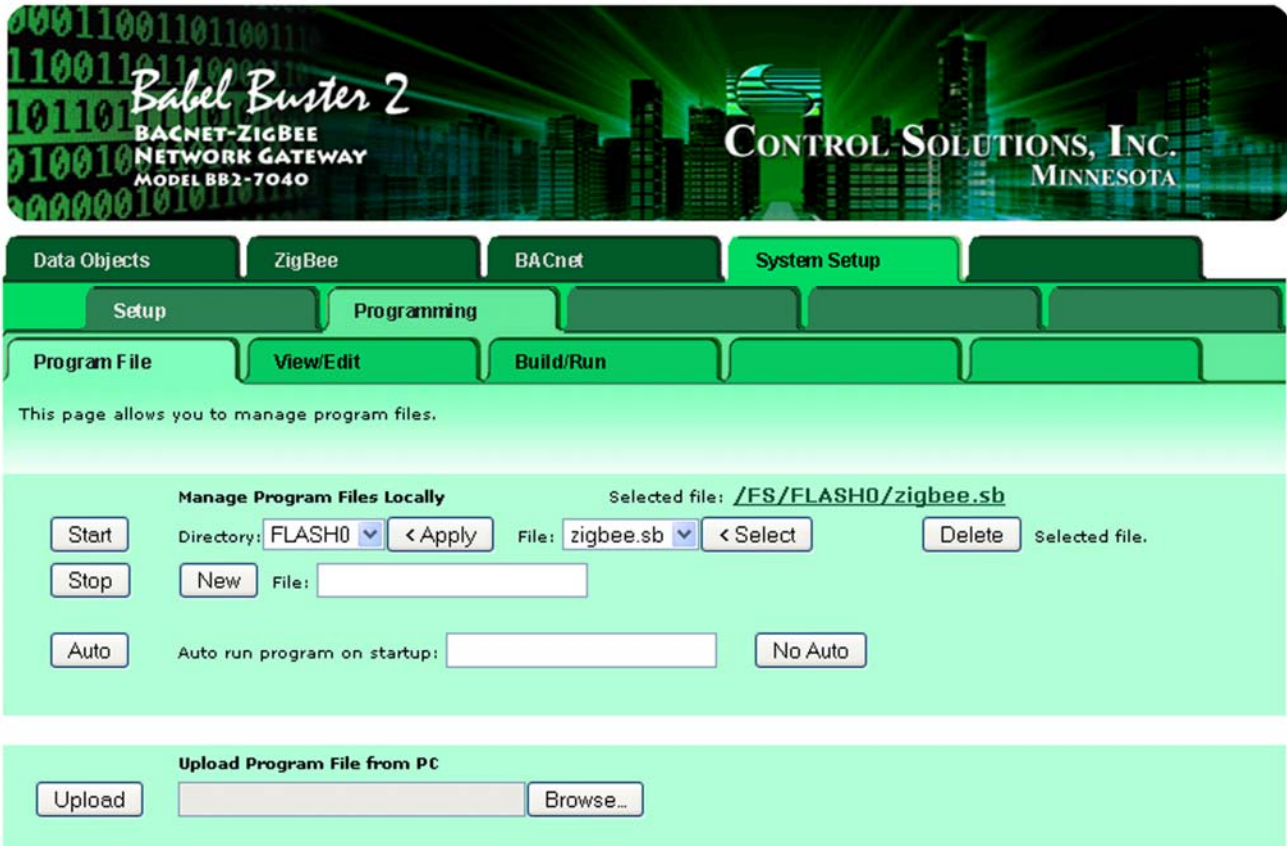 Babel Buster 2
BACNET-ZIGBEE
NETWORK GATEWAY
MODEL BB2-7040
CONTROL SOLUTIONS, INC.
MINNESOTA
Data Objects ZigBee BACnet System Setup
Setup Programming
Program File View/Edit Build/Run
This page allows you to manage program files.
Manage Program Files Locally Selected file: /FS/FLASH0/zigbee.sb
Start Directory: FLASH0 < Apply File: zigbee.sb < Select Delete Selected file.
Stop New File:
Auto Auto run program on startup: No Auto
Upload Program File from PC
Upload Browse...